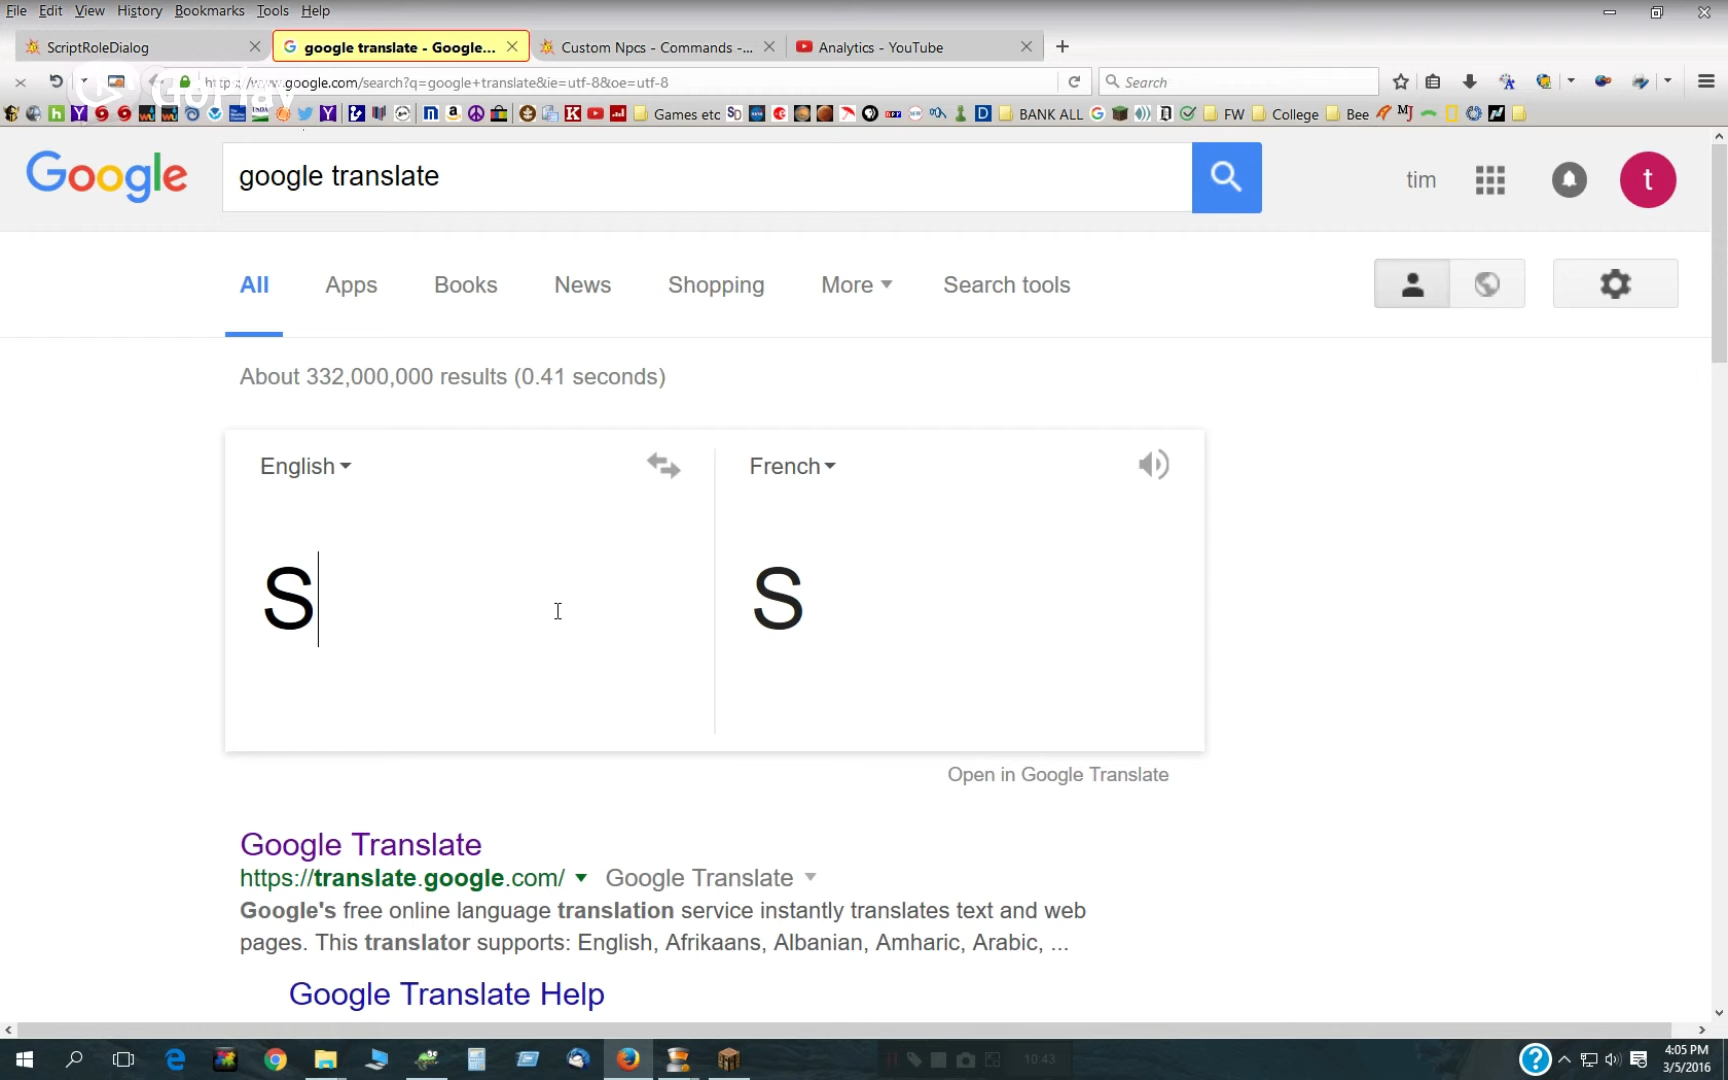 File Edit View History Bookmarks Tools Help
ScriptRoleDialog
google translate - Google...
Custom Npcs - Commands -...
Analytics - YouTube
https://www.google.com/search?q=google+translate&ie=utf-8&oe=utf-8
Search
Games etc
BANK ALL
FW
College
Bee
Google
google translate
tim
t
All Apps Books News Shopping More Search tools
About 332,000,000 results (0.41 seconds)
English
French
S
S
Open in Google Translate
Google Translate
https://translate.google.com/ Google Translate
Google's free online language translation service instantly translates text and web
pages. This translator supports: English, Afrikaans, Albanian, Amharic, Arabic, ...
Google Translate Help
10:43
4:05 PM
3/5/2016